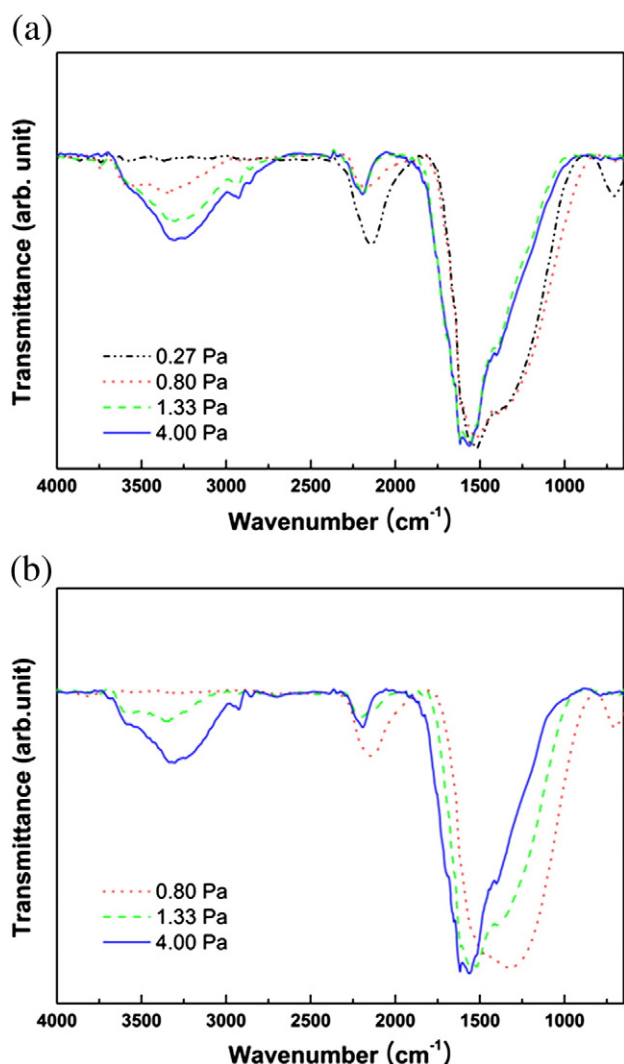 (a)
Transmittance (arb. unit)
0.27 Pa
0.80 Pa
1.33 Pa
4.00 Pa
4000 3500 3000 2500 2000 1500 1000
Wavenumber (cm-1)
(b)
Transmittance (arb.unit)
0.80 Pa
1.33 Pa
4.00 Pa
4000 3500 3000 2500 2000 1500 1000
Wavenumber (cm-1)